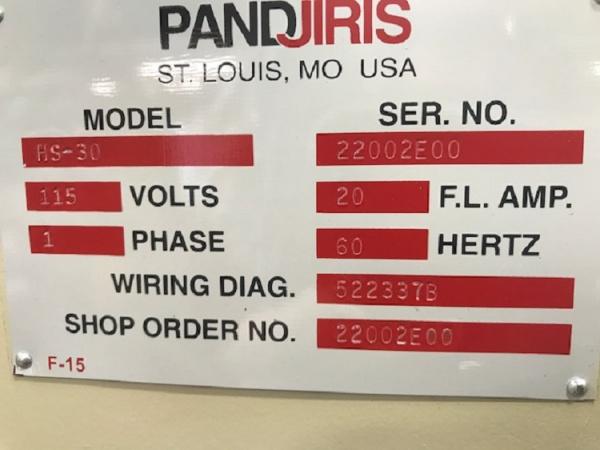 PANDJIRIS
ST. LOUIS, MO USA
MODEL SER. NO.
HS-30 22002E00
115 VOLTS 20 F.L. AMP.
1 PHASE 60 HERTZ
WIRING DIAG. 522337B
SHOP ORDER NO. 22002E00
F-15